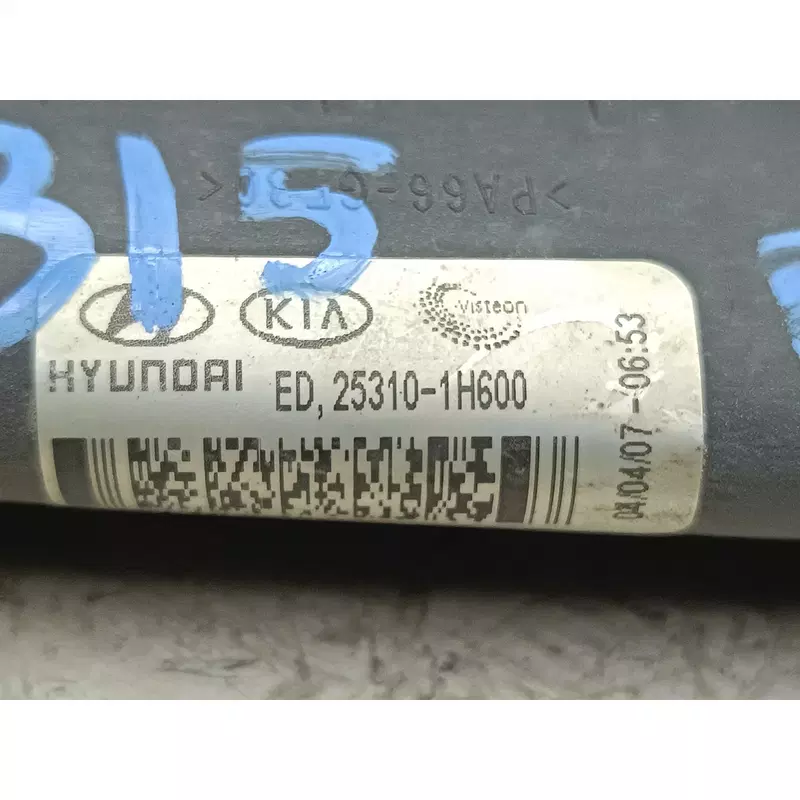 315
>PA66-GF30<
KIA
Visteon
HYUNDAI
ED, 25310-1H600
04/04/07 - 06:53